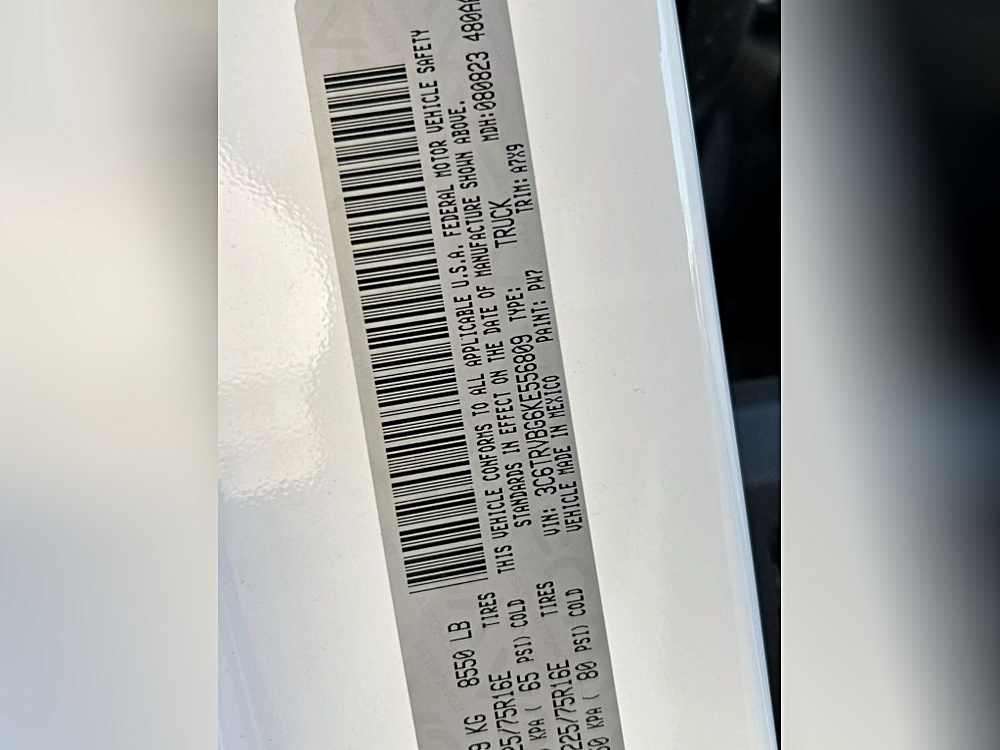 9 KG 8550 LB
25/75R16E TIRES
KPA ( 65 PSI) COLD
225/75R16E TIRES
50 KPA ( 80 PSI) COLD
THIS VEHICLE CONFORMS TO ALL APPLICABLE U.S.A. FEDERAL MOTOR VEHICLE SAFETY
STANDARDS IN EFFECT ON THE DATE OF MANUFACTURE SHOWN ABOVE.
VIN: 3C6TRVBG6KE556809 TYPE: TRUCK MDH:080823 480A
VEHICLE MADE IN MEXICO PAINT: PW7 TRIM: A7X9